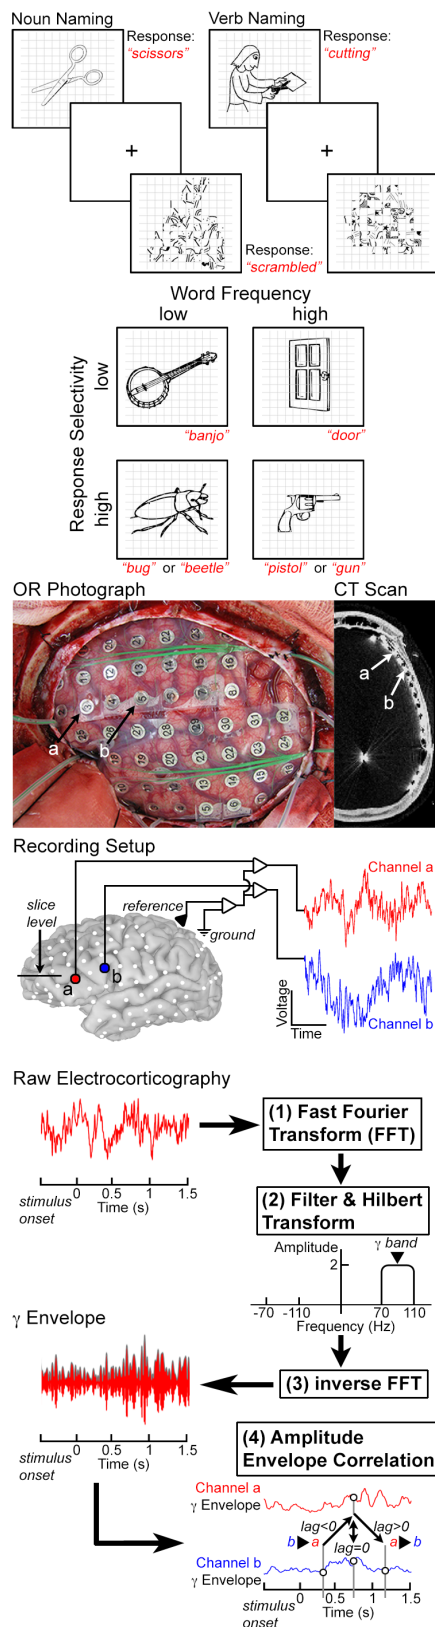 Noun Naming
Verb Naming
Response:
"scissors"
Response:
"cutting"
+
+
Response:
"scrambled"
Word Frequency
low
high
Response Selectivity
low
high
"banjo"
"door"
"bug" or "beetle"
"pistol" or "gun"
OR Photograph
CT Scan
a
b
a
b
Recording Setup
slice
level
reference
ground
a
b
Channel a
Channel b
Voltage
Time
Raw Electrocorticography
stimulus
onset
0
0.5
1
1.5
Time (s)
(1) Fast Fourier
Transform (FFT)
(2) Filter & Hilbert
Transform
Amplitude
γ band
2
-70
-110
70
110
Frequency (Hz)
γ Envelope
(3) inverse FFT
stimulus
onset
0
0.5
1
1.5
Time (s)
(4) Amplitude
Envelope Correlation
Channel a
γ Envelope
lag<0
lag>0
b▶a
lag=0
a▶b
Channel b
γ Envelope
stimulus
onset
0
0.5
1
1.5
Time (s)